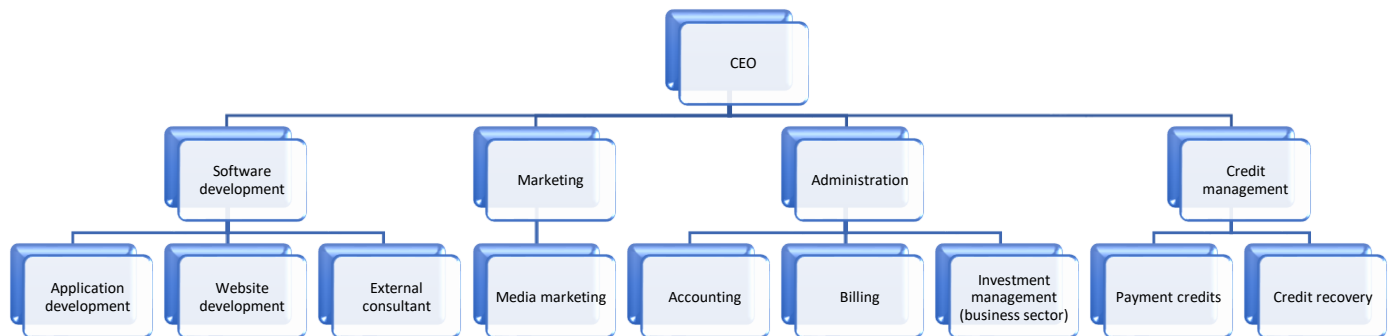 CEO
Software
development
Marketing
Administration
Credit
management
Application
development
Website
development
External
consultant
Media marketing
Accounting
Billing
Investment
management
(business sector)
Payment credits
Credit recovery